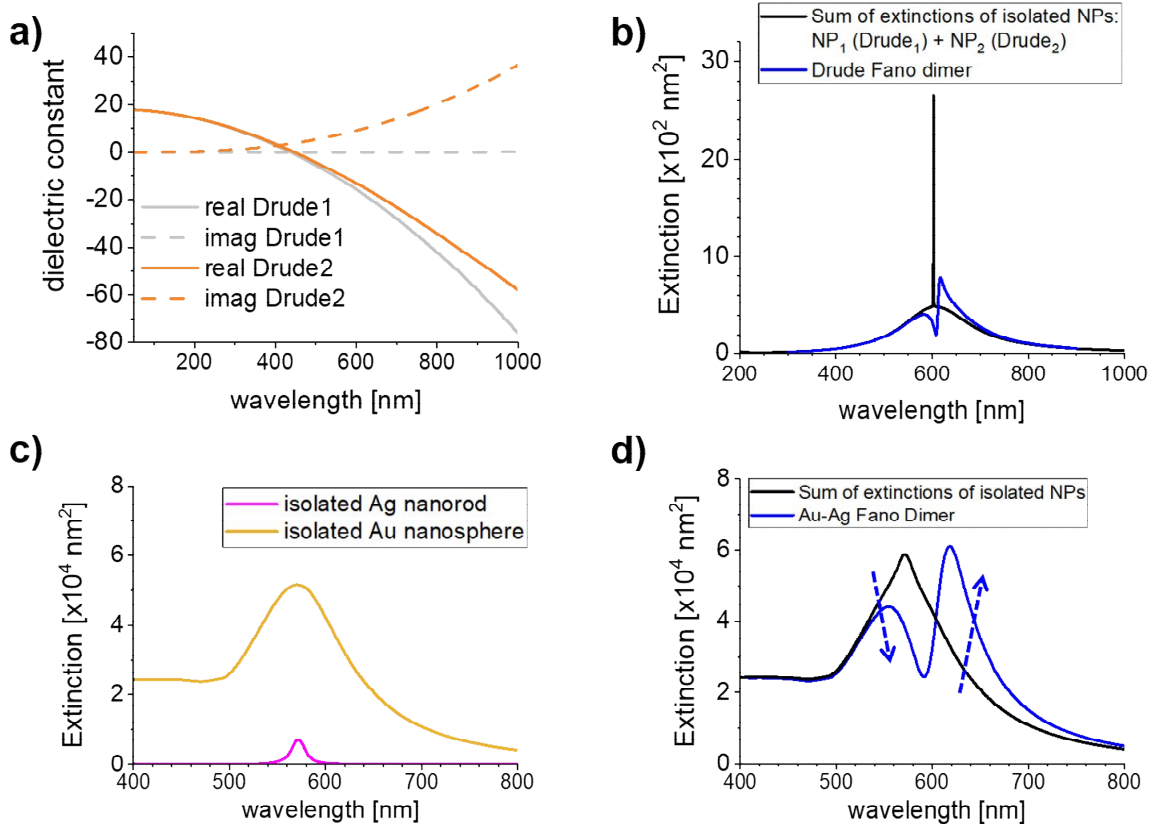 a)
dielectric constant
40
20
0
-20
-40
-60
-80
real Drude1
imag Drude1
real Drude2
imag Drude2
200 400 600 800 1000
wavelength [nm]
b)
Sum of extinctions of isolated NPs:
NP₁ (Drude₁) + NP₂ (Drude₂)
Drude Fano dimer
Extinction [x10² nm²]
30
20
10
0
200 400 600 800 1000
wavelength [nm]
c)
isolated Ag nanorod
isolated Au nanosphere
Extinction [x10⁴ nm²]
8
6
4
2
0
400 500 600 700 800
wavelength [nm]
d)
Sum of extinctions of isolated NPs
Au-Ag Fano Dimer
Extinction [x10⁴ nm²]
8
6
4
2
0
400 500 600 700 800
wavelength [nm]